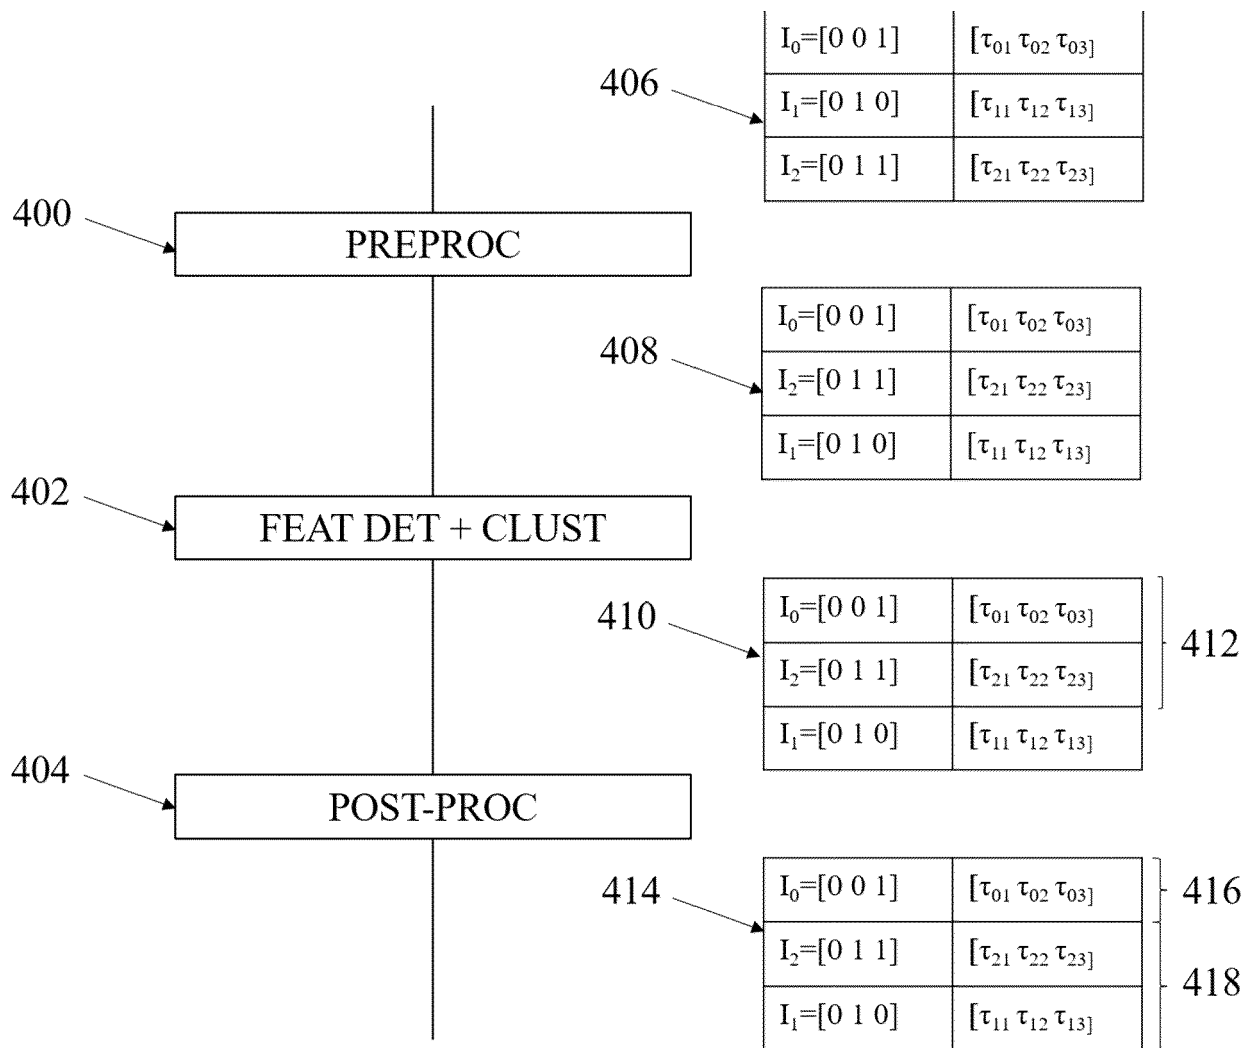 I₀=[0 0 1] [τ₀₁ τ₀₂ τ₀₃]
406
I₁=[0 1 0] [τ₁₁ τ₁₂ τ₁₃]
I₂=[0 1 1] [τ₂₁ τ₂₂ τ₂₃]
400
PREPROC
I₀=[0 0 1] [τ₀₁ τ₀₂ τ₀₃]
408
I₂=[0 1 1] [τ₂₁ τ₂₂ τ₂₃]
I₁=[0 1 0] [τ₁₁ τ₁₂ τ₁₃]
402
FEAT DET + CLUST
I₀=[0 0 1] [τ₀₁ τ₀₂ τ₀₃]
410
412
I₂=[0 1 1] [τ₂₁ τ₂₂ τ₂₃]
I₁=[0 1 0] [τ₁₁ τ₁₂ τ₁₃]
404
POST-PROC
I₀=[0 0 1] [τ₀₁ τ₀₂ τ₀₃]
414
416
I₂=[0 1 1] [τ₂₁ τ₂₂ τ₂₃]
418
I₁=[0 1 0] [τ₁₁ τ₁₂ τ₁₃]